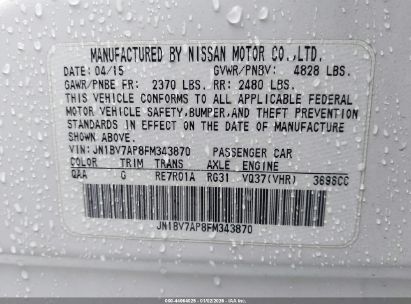 MANUFACTURED BY NISSAN MOTOR CO.,LTD.
DATE: 04/15 GVWR/PNBV: 4828 LBS.
GAWR/PNBE FR: 2370 LBS. RR: 2480 LBS.
THIS VEHICLE CONFORMS TO ALL APPLICABLE FEDERAL
MOTOR VEHICLE SAFETY,BUMPER,AND THEFT PREVENTION
STANDARDS IN EFFECT ON THE DATE OF MANUFACTURE
SHOWN ABOVE.
VIN: JN1BV7AP8FM343870 PASSENGER CAR
COLOR TRIM TRANS AXLE ENGINE
QAA G RE7R01A RG31 VQ37(VHR) 3696CC
JN1BV7AP8FM343870